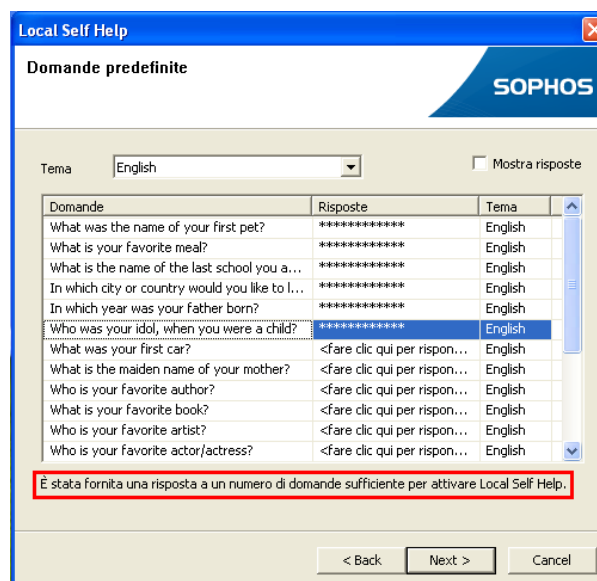 Local Self Help
Domande predefinite
SOPHOS
Tema English Mostra risposte
Domande Risposte Tema
What was the name of your first pet? ************ English
What is your favorite meal? ************ English
What is the name of the last school you a... ************ English
In which city or country would you like to l... ************ English
In which year was your father born? ************ English
Who was your idol, when you were a child? ************ English
What was your first car? <fare clic qui per rispon... English
What is the maiden name of your mother? <fare clic qui per rispon... English
Who is your favorite author? <fare clic qui per rispon... English
What is your favorite book? <fare clic qui per rispon... English
Who is your favorite artist? <fare clic qui per rispon... English
Who is your favorite actor/actress? <fare clic qui per rispon... English
È stata fornita una risposta a un numero di domande sufficiente per attivare Local Self Help.
< Back Next > Cancel